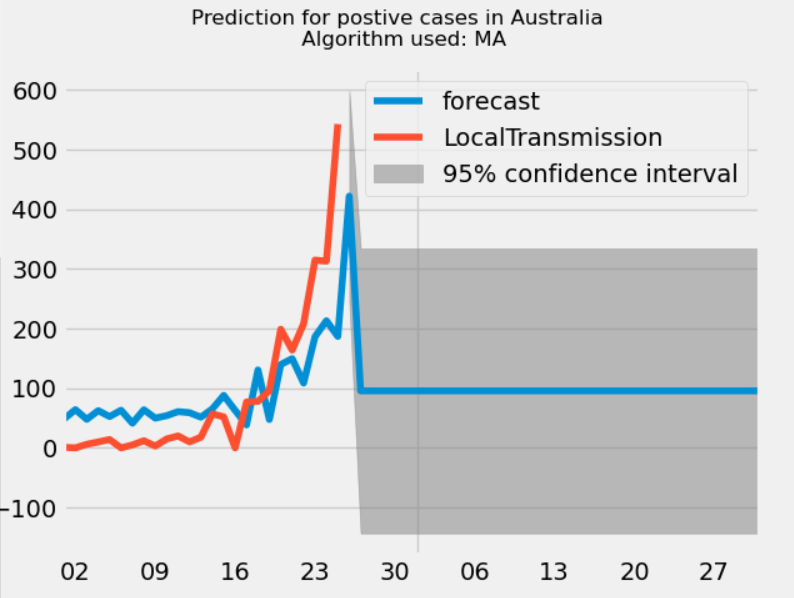 Prediction for postive cases in Australia
Algorithm used: MA
600
500
400
300
200
100
0
−100
forecast
LocalTransmission
95% confidence interval
02 09 16 23 30 06 13 20 27